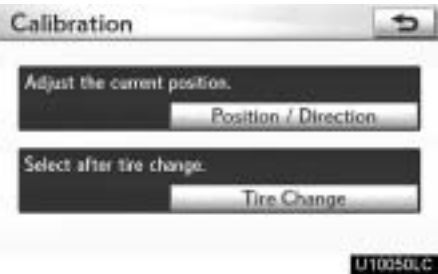 Calibration
Adjust the current position.
Position / Direction
Select after tire change.
Tire Change
U10050LC